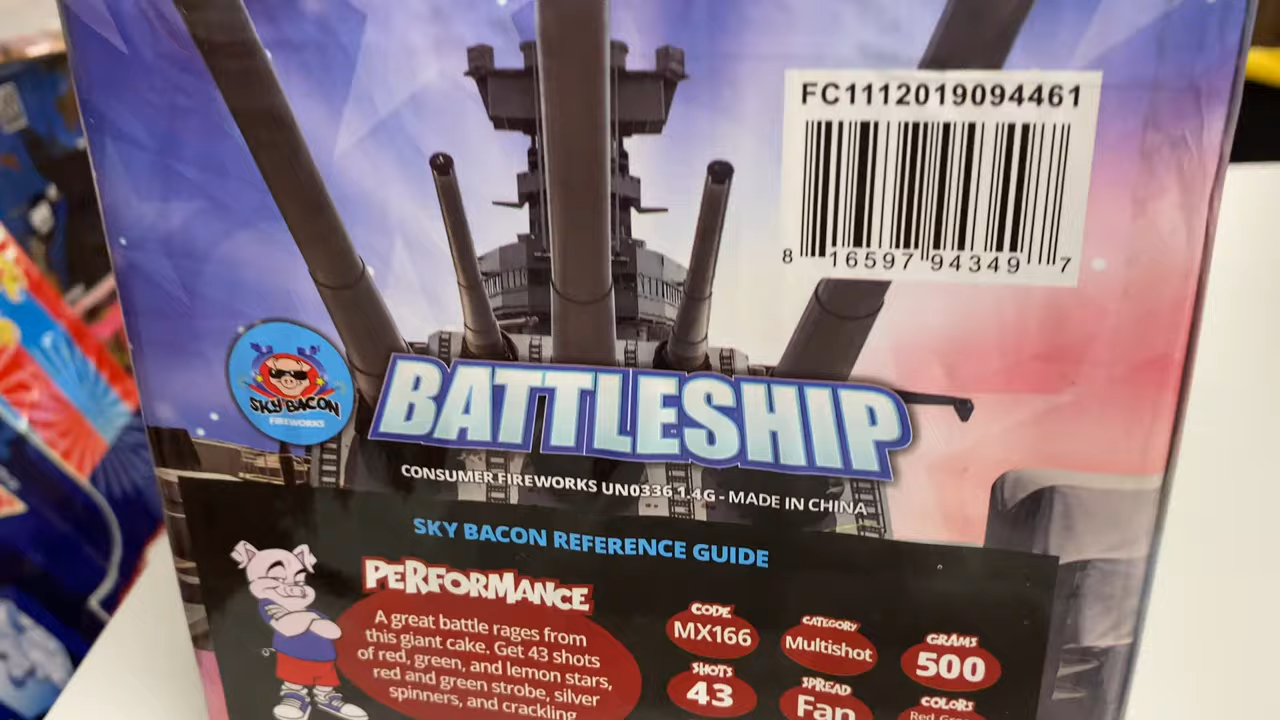 FC1112019094461
8 16597 94349 7
SKY BACON
FIREWORKS
BATTLESHIP
CONSUMER FIREWORKS UN0336 1.4G - MADE IN CHINA
SKY BACON REFERENCE GUIDE
PERFORMANCE
A great battle rages from
this giant cake. Get 43 shots
of red, green, and lemon stars,
red and green strobe, silver
spinners, and crackling
CODE
MX166
CATEGORY
Multishot
GRAMS
500
SHOTS
43
SPREAD
Fan
COLORS
Red